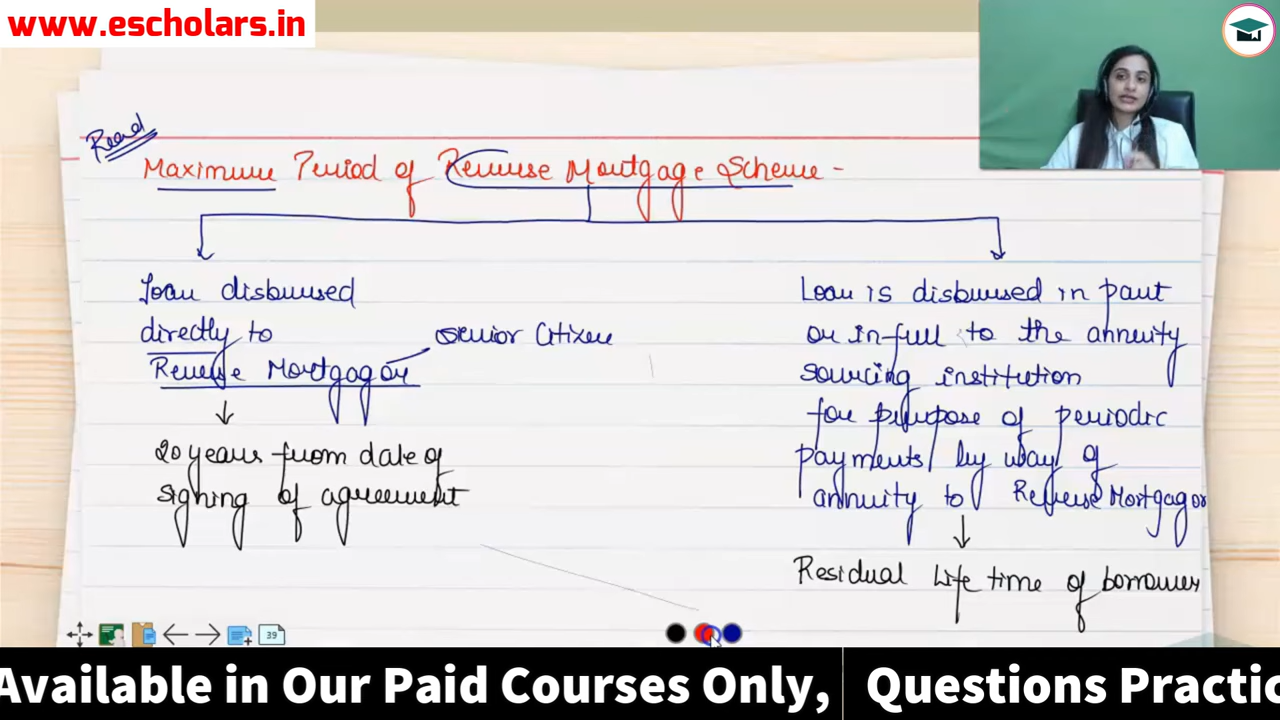 www.escholars.in
Read
Maximum Period of Reverse Mortgage Scheme -
Loan disbursed
directly to
Reverse Mortgagor
senior Citizen
20 years from date of
signing of agreement
Loan is disbursed in part
or in full to the annuity
sourcing institution
for purpose of periodic
payments by way of
annuity to Reverse Mortgagor
Residual Life time of borrower
39
Available in Our Paid Courses Only,
Questions Practic